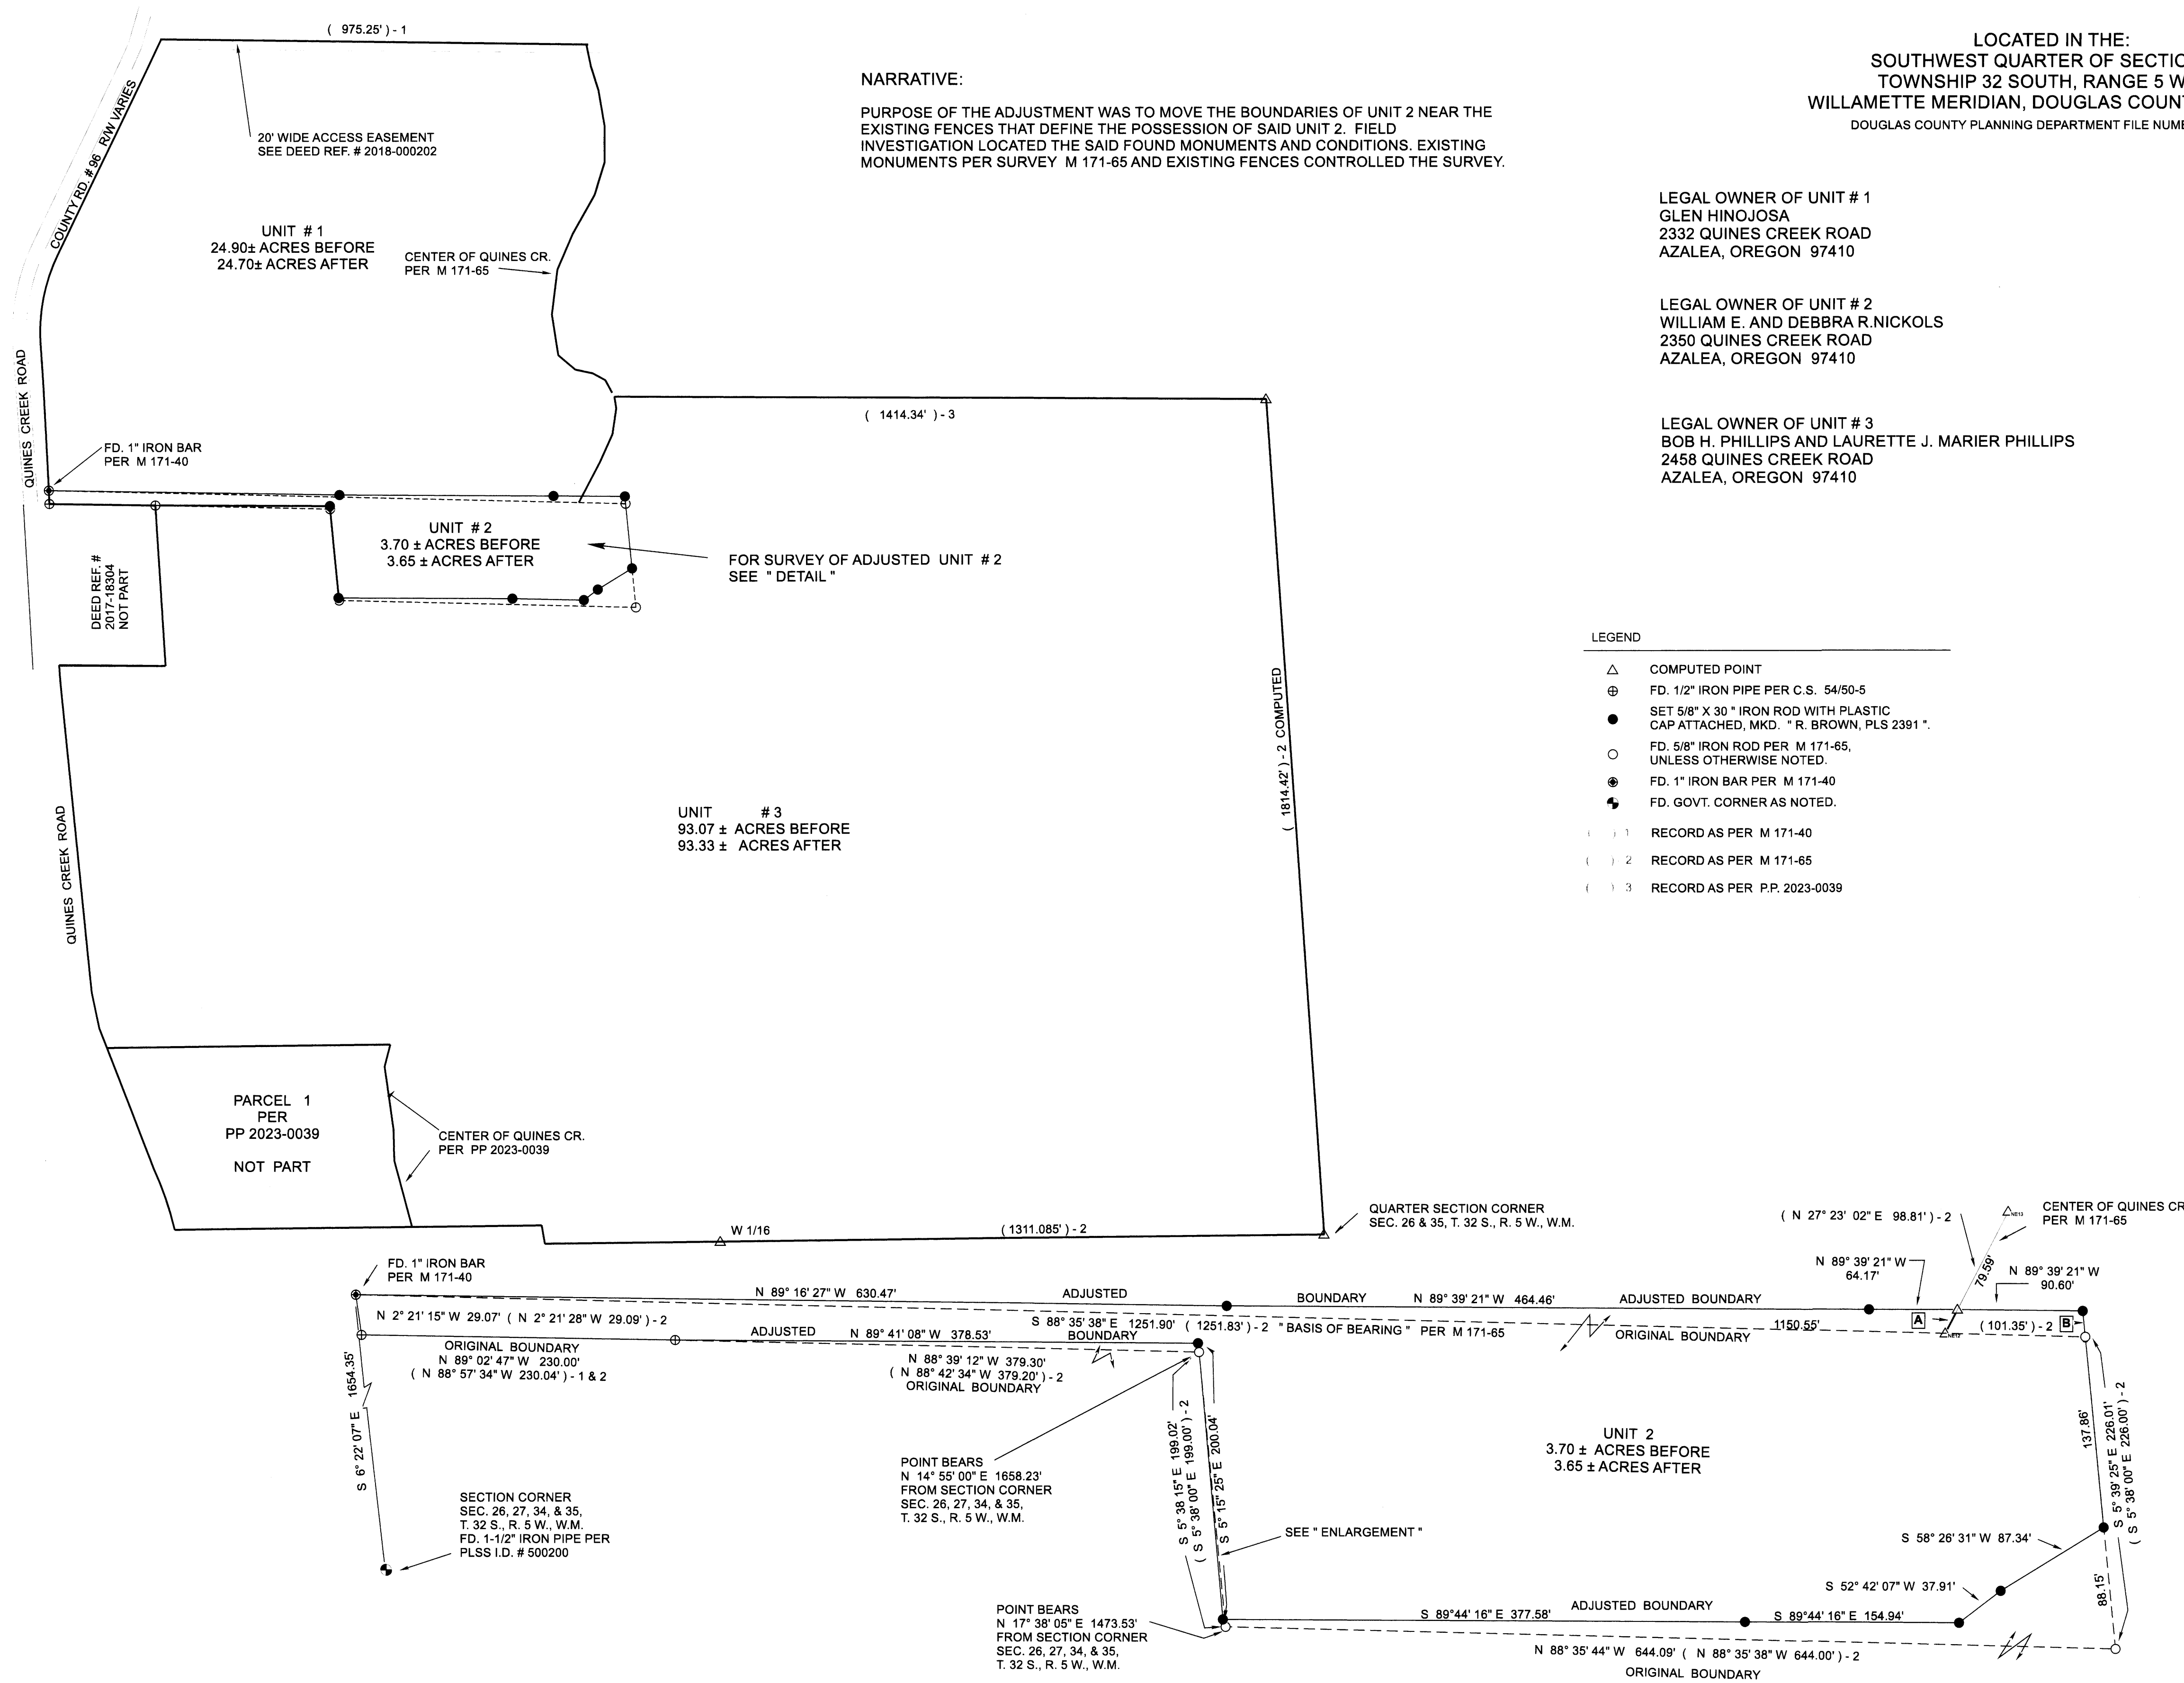 ( 975.25' ) - 1
COUNTY RD. # 96 R/W VARIES
20' WIDE ACCESS EASEMENT
SEE DEED REF. # 2018-000202
UNIT # 1
24.90± ACRES BEFORE
24.70± ACRES AFTER
CENTER OF QUINES CR.
PER M 171-65
QUINES CREEK ROAD
FD. 1" IRON BAR
PER M 171-40
NARRATIVE:
PURPOSE OF THE ADJUSTMENT WAS TO MOVE THE BOUNDARIES OF UNIT 2 NEAR THE
EXISTING FENCES THAT DEFINE THE POSSESSION OF SAID UNIT 2. FIELD
INVESTIGATION LOCATED THE SAID FOUND MONUMENTS AND CONDITIONS. EXISTING
MONUMENTS PER SURVEY M 171-65 AND EXISTING FENCES CONTROLLED THE SURVEY.
LOCATED IN THE:
SOUTHWEST QUARTER OF
TOWNSHIP 32 SOUTH, RANGE 5
WILLAMETTE MERIDIAN, DOUGLAS
DOUGLAS COUNTY PLANNING DEPARTMENT FILE
LEGAL OWNER OF UNIT # 1
GLEN HINOJOSA
2332 QUINES CREEK ROAD
AZALEA, OREGON 97410
LEGAL OWNER OF UNIT # 2
WILLIAM E. AND DEBBRA R.NICKOLS
2350 QUINES CREEK ROAD
AZALEA, OREGON 97410
LEGAL OWNER OF UNIT # 3
BOB H. PHILLIPS AND LAURETTE J. MARIER PHILLIPS
2458 QUINES CREEK ROAD
AZALEA, OREGON 97410
( 1414.34' ) - 3
UNIT # 2
3.70 ± ACRES BEFORE
3.65 ± ACRES AFTER
FOR SURVEY OF ADJUSTED UNIT # 2
SEE " DETAIL "
DEED REF. #
2017-18304
NOT PART
( 1814.42' ) - 2 COMPUTED
LEGEND
COMPUTED POINT
FD. 1/2" IRON PIPE PER C.S. 54/50-5
SET 5/8" X 30 " IRON ROD WITH PLASTIC
CAP ATTACHED, MKD. " R. BROWN, PLS 2391 ".
FD. 5/8" IRON ROD PER M 171-65,
UNLESS OTHERWISE NOTED.
FD. 1" IRON BAR PER M 171-40
FD. GOVT. CORNER AS NOTED.
( ) 1 RECORD AS PER M 171-40
( ) 2 RECORD AS PER M 171-65
( ) 3 RECORD AS PER P.P. 2023-0039
UNIT # 3
93.07 ± ACRES BEFORE
93.33 ± ACRES AFTER
QUINES CREEK ROAD
PARCEL 1
PER
PP 2023-0039
NOT PART
CENTER OF QUINES CR.
PER PP 2023-0039
W 1/16
( 1311.085' ) - 2
QUARTER SECTION CORNER
SEC. 26 & 35, T. 32 S., R. 5 W., W.M.
( N 27° 23' 02" E 98.81' ) - 2
CENTER OF QUINES CR
PER M 171-65
NE13
79.59'
N 89° 39' 21" W
64.17'
N 89° 39' 21" W
90.60'
FD. 1" IRON BAR
PER M 171-40
N 89° 16' 27" W 630.47'
ADJUSTED
BOUNDARY
N 89° 39' 21" W 464.46'
ADJUSTED BOUNDARY
N 2° 21' 15" W 29.07' ( N 2° 21' 28" W 29.09' ) - 2
S 88° 35' 38" E 1251.90' ( 1251.83' ) - 2 " BASIS OF BEARING " PER M 171-65
ORIGINAL BOUNDARY
1150.55'
A
( 101.35' ) - 2
B
ADJUSTED
N 89° 41' 08" W 378.53'
BOUNDARY
ORIGINAL BOUNDARY
N 89° 02' 47" W 230.00'
( N 88° 57' 34" W 230.04' ) - 1 & 2
N 88° 39' 12" W 379.30'
( N 88° 42' 34" W 379.20' ) - 2
ORIGINAL BOUNDARY
S 6° 22' 07" E 1654.35'
SECTION CORNER
SEC. 26, 27, 34, & 35,
T. 32 S., R. 5 W., W.M.
FD. 1-1/2" IRON PIPE PER
PLSS I.D. # 500200
POINT BEARS
N 14° 55' 00" E 1658.23'
FROM SECTION CORNER
SEC. 26, 27, 34, & 35,
T. 32 S., R. 5 W., W.M.
S 5° 38' 15" E 199.02'
( S 5° 38' 00" E 199.00' ) - 2
S 5° 15' 25" E 200.04'
SEE " ENLARGEMENT "
UNIT 2
3.70 ± ACRES BEFORE
3.65 ± ACRES AFTER
137.86'
S 5° 39' 25" E 226.01'
( S 5° 38' 00" E 226.00' ) - 2
88.15'
S 58° 26' 31" W 87.34'
S 52° 42' 07" W 37.91'
POINT BEARS
N 17° 38' 05" E 1473.53'
FROM SECTION CORNER
SEC. 26, 27, 34, & 35,
T. 32 S., R. 5 W., W.M.
S 89°44' 16" E 377.58'
ADJUSTED BOUNDARY
S 89°44' 16" E 154.94'
N 88° 35' 44" W 644.09' ( N 88° 35' 38" W 644.00' ) - 2
ORIGINAL BOUNDARY